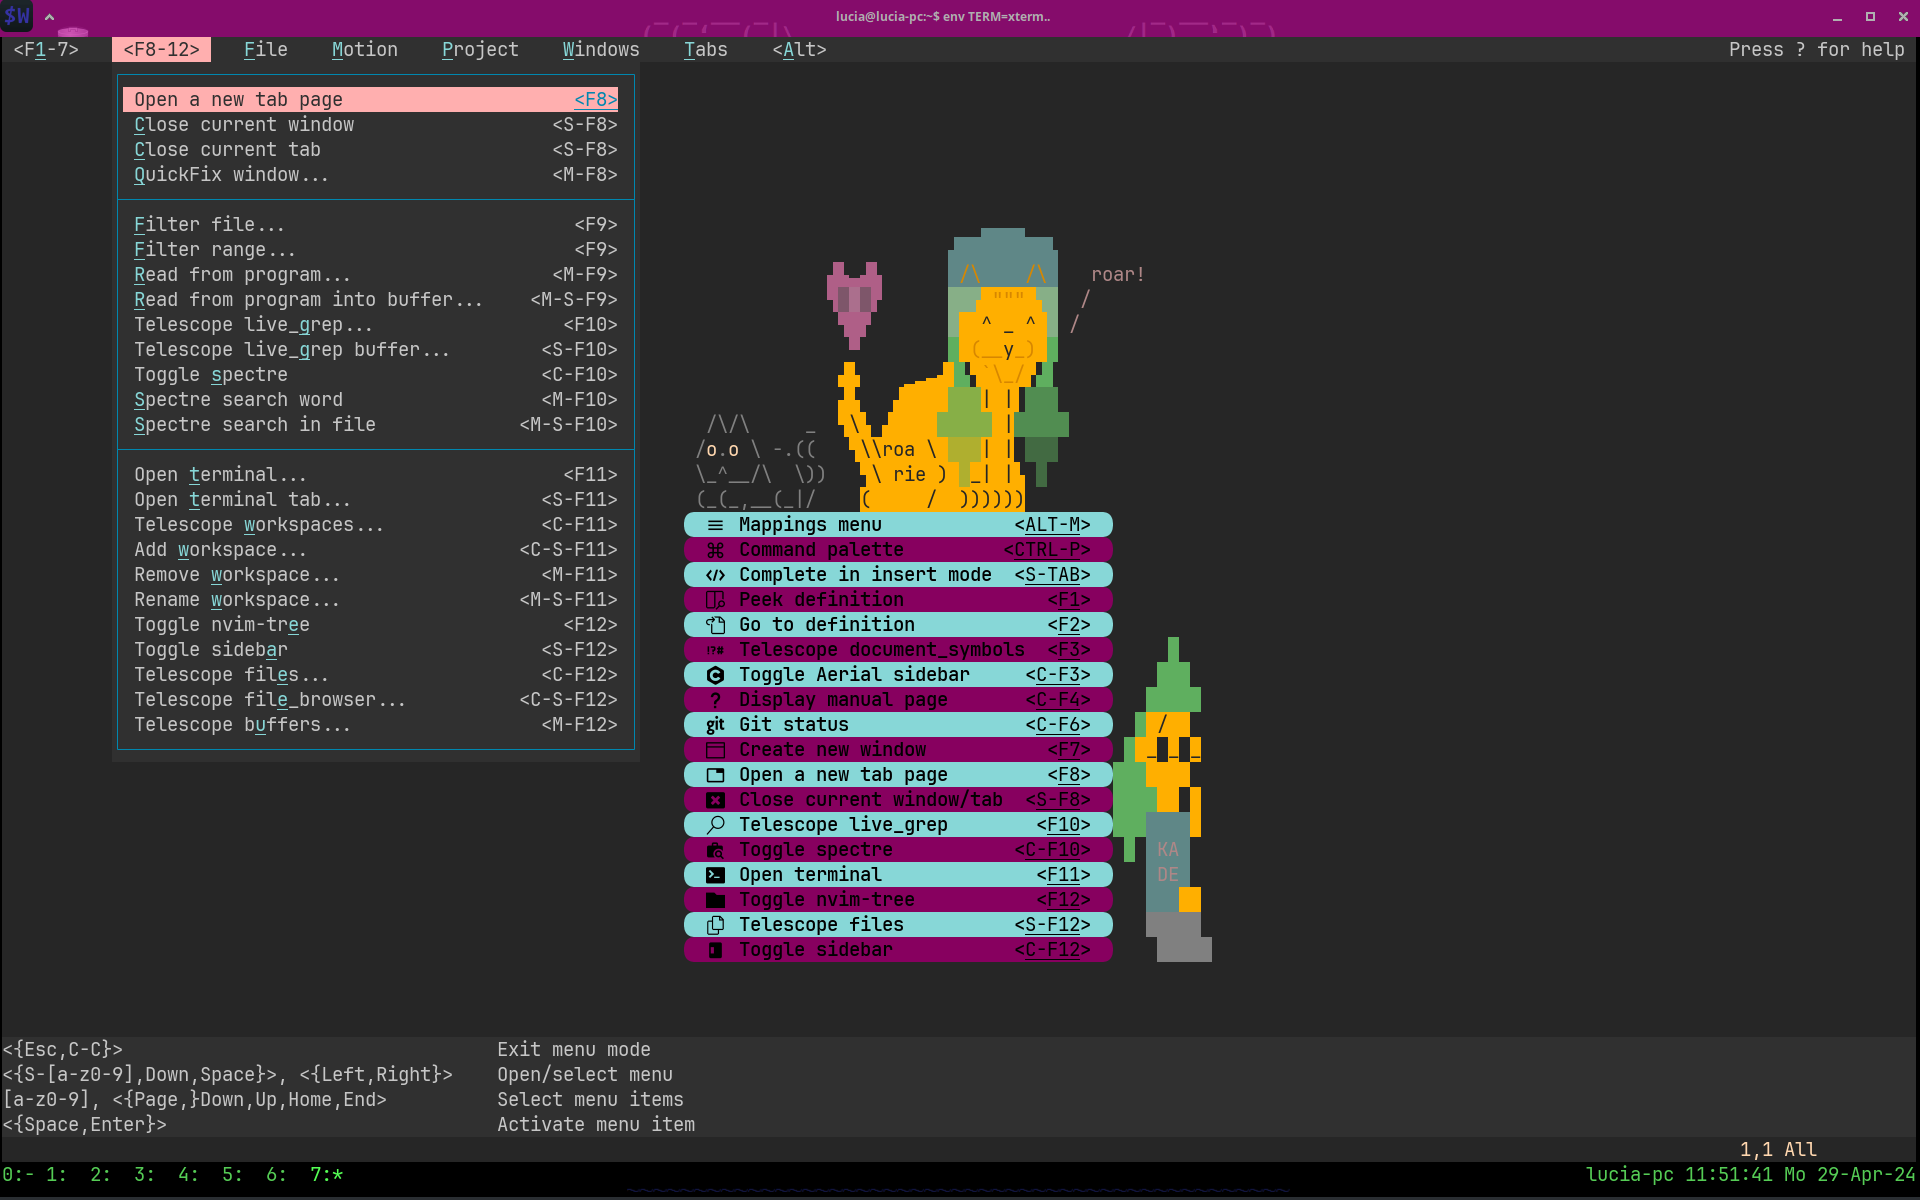 $W
lucia@lucia-pc:~$ env TERM=xterm..
<F1-7> <F8-12> File Motion Project Windows Tabs <Alt> Press ? for help
Open a new tab page <F8>
Close current window <S-F8>
Close current tab <S-F8>
QuickFix window... <M-F8>
Filter file... <F9>
Filter range... <F9>
Read from program... <M-F9>
Read from program into buffer... <M-S-F9>
Telescope live_grep... <F10>
Telescope live_grep buffer... <S-F10>
Toggle spectre <C-F10>
Spectre search word <M-F10>
Spectre search in file <M-S-F10>
Open terminal... <F11>
Open terminal tab... <S-F11>
Telescope workspaces... <C-F11>
Add workspace... <C-S-F11>
Remove workspace... <M-F11>
Rename workspace... <M-S-F11>
Toggle nvim-tree <F12>
Toggle sidebar <S-F12>
Telescope files... <C-F12>
Telescope file_browser... <C-S-F12>
Telescope buffers... <M-F12>
roar!
roa
rie
Mappings menu <ALT-M>
Command palette <CTRL-P>
Complete in insert mode <S-TAB>
Peek definition <F1>
Go to definition <F2>
Telescope document_symbols <F3>
Toggle Aerial sidebar <C-F3>
Display manual page <C-F4>
git Git status <C-F6>
Create new window <F7>
Open a new tab page <F8>
Close current window/tab <S-F8>
Telescope live_grep <F10>
Toggle spectre <C-F10>
Open terminal <F11>
Toggle nvim-tree <F12>
Telescope files <S-F12>
Toggle sidebar <C-F12>
KA
DE
<{Esc,C-C}> Exit menu mode
<{S-[a-z0-9],Down,Space}>, <{Left,Right}> Open/select menu
[a-z0-9], <{Page,}Down,Up,Home,End> Select menu items
<{Space,Enter}> Activate menu item
1,1 All
0:- 1: 2: 3: 4: 5: 6: 7:* lucia-pc 11:51:41 Mo 29-Apr-24